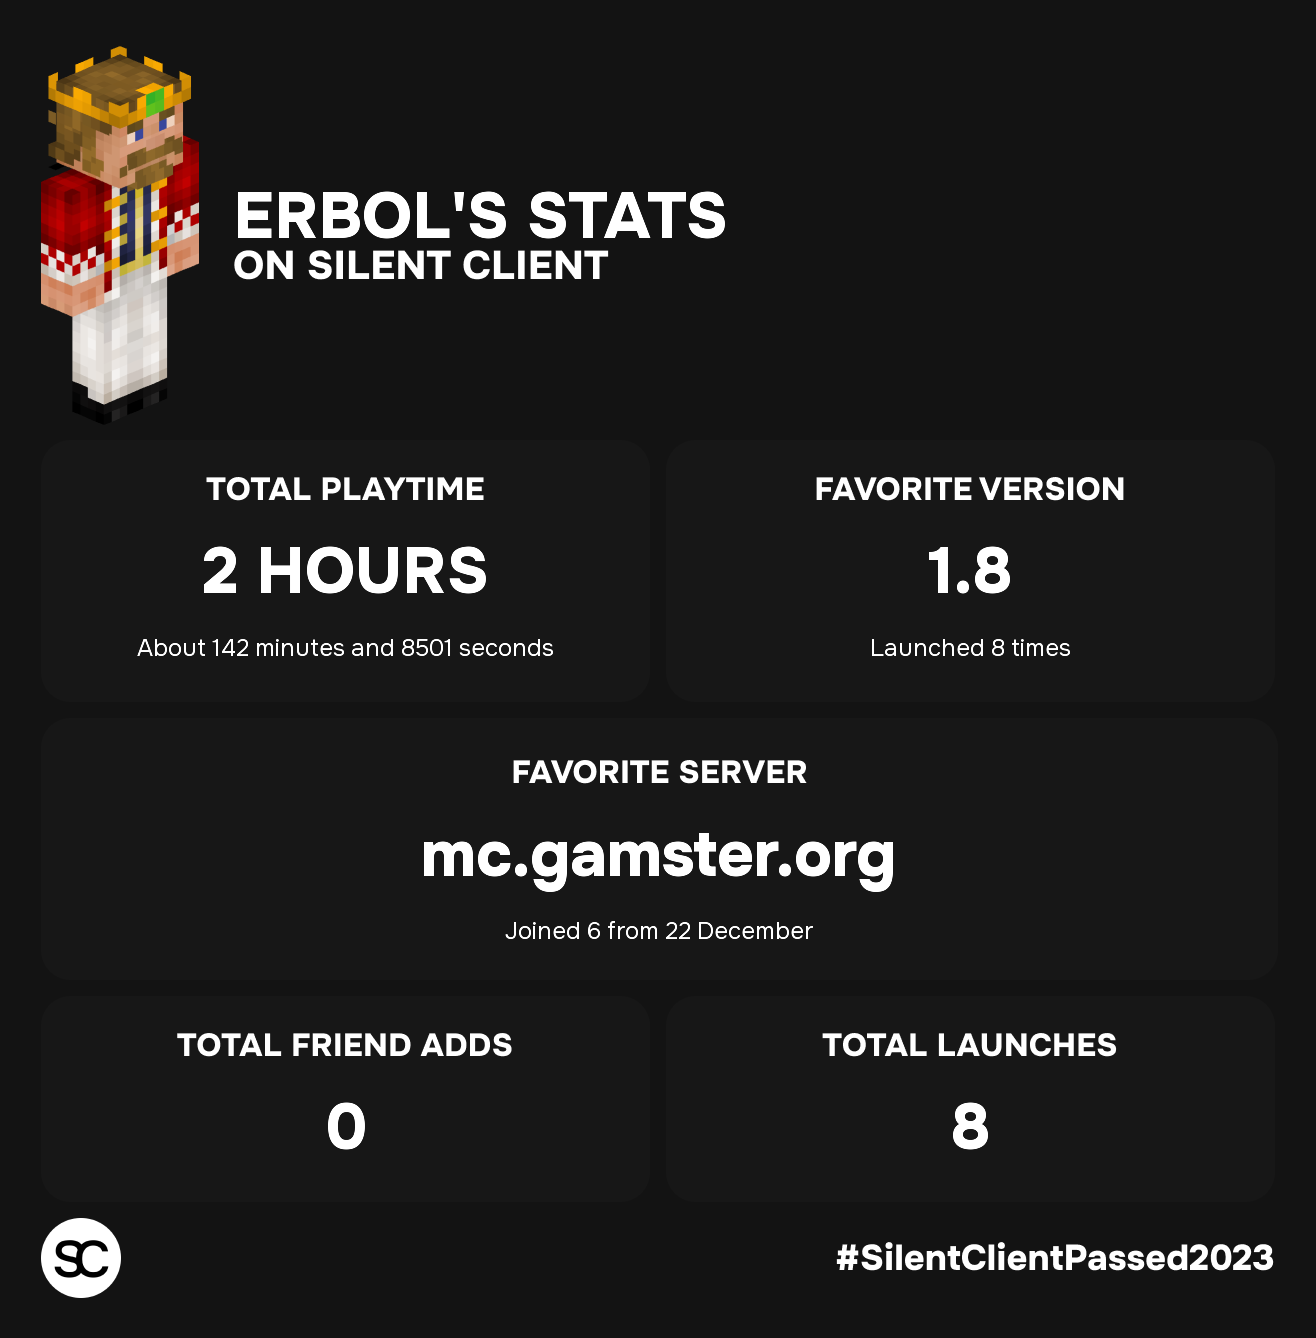 ERBOL'S STATS
ON SILENT CLIENT
TOTAL PLAYTIME
2 HOURS
About 142 minutes and 8501 seconds
FAVORITE VERSION
1.8
Launched 8 times
FAVORITE SERVER
mc.gamster.org
Joined 6 from 22 December
TOTAL FRIEND ADDS
0
TOTAL LAUNCHES
8
SC
#SilentClientPassed2023